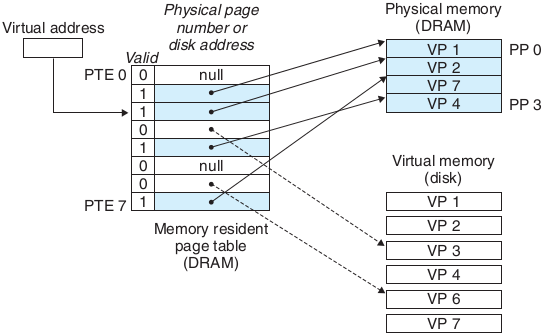 Virtual address
Physical page
number or
disk address
Valid
PTE 0
0
null
1
1
0
1
0
null
0
PTE 7
1
Memory resident
page table
(DRAM)
Physical memory
(DRAM)
VP 1
PP 0
VP 2
VP 7
VP 4
PP 3
Virtual memory
(disk)
VP 1
VP 2
VP 3
VP 4
VP 6
VP 7